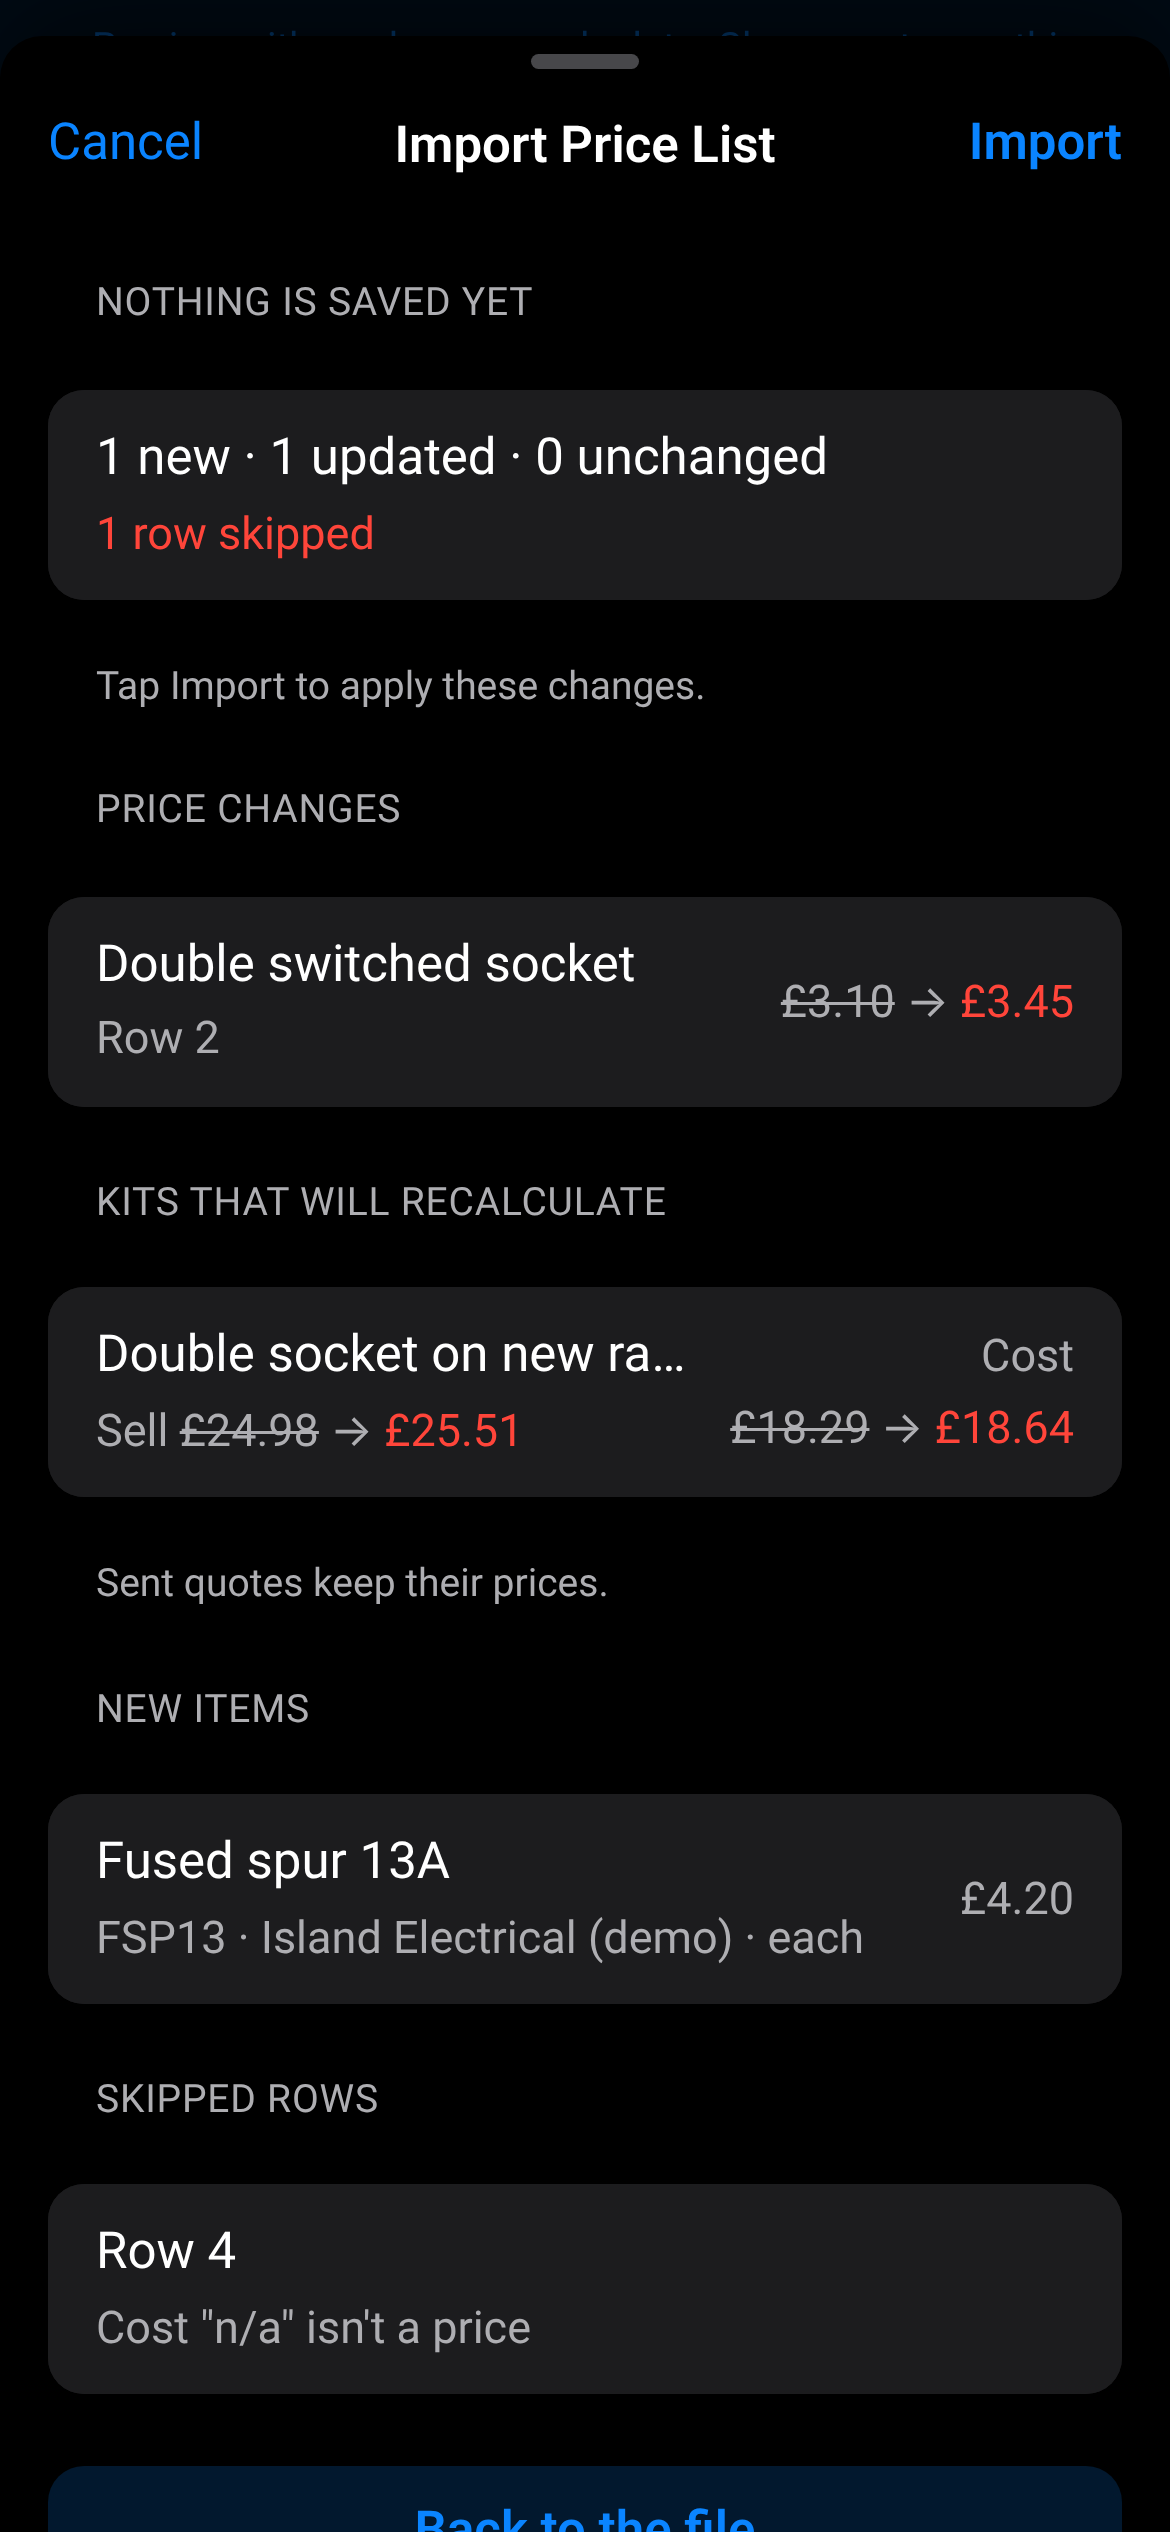 Cancel
Import Price List
Import
NOTHING IS SAVED YET
1 new · 1 updated · 0 unchanged
1 row skipped
Tap Import to apply these changes.
PRICE CHANGES
Double switched socket
Row 2
£3.10 → £3.45
KITS THAT WILL RECALCULATE
Double socket on new ra...
Cost
Sell £24.98 → £25.51
£18.29 → £18.64
Sent quotes keep their prices.
NEW ITEMS
Fused spur 13A
FSP13 · Island Electrical (demo) · each
£4.20
SKIPPED ROWS
Row 4
Cost "n/a" isn't a price
Back to the file